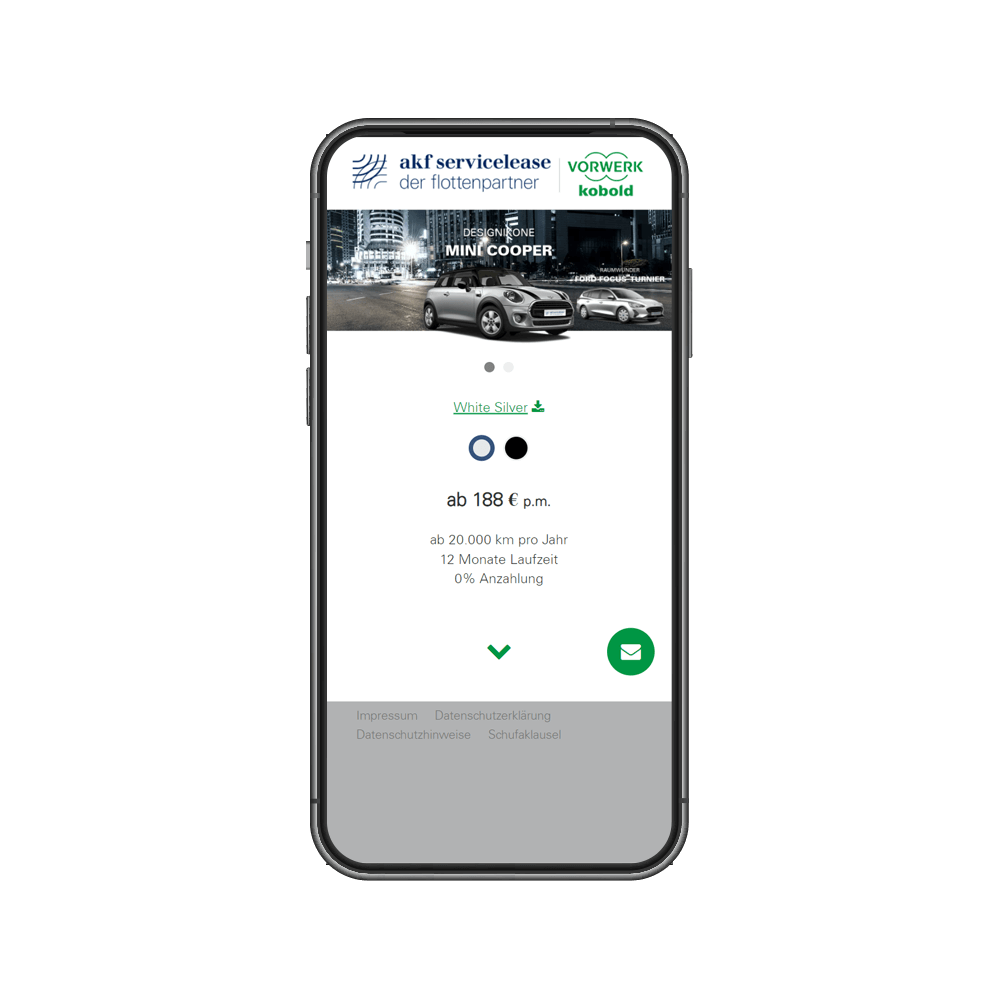 akf servicelease
der flottenpartner
VORWERK
kobold
DESIGNIKONE
MINI COOPER
RAUMWUNDER
FORD FOCUS TURNIER
White Silver
ab 188 € p.m.
ab 20.000 km pro Jahr
12 Monate Laufzeit
0% Anzahlung
Impressum Datenschutzerklärung
Datenschutzhinweise Schufaklausel